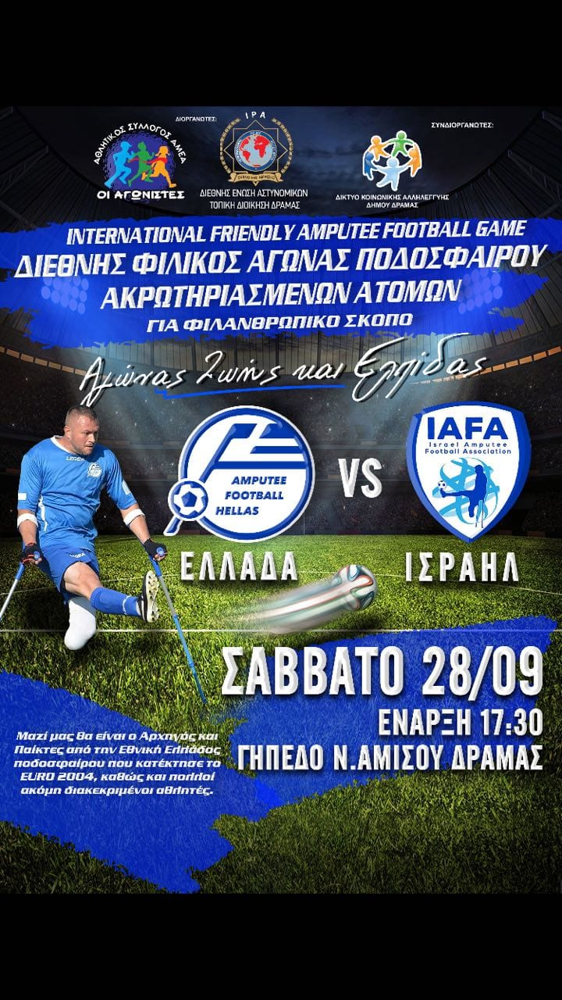 ΔΙΟΡΓΑΝΩΤΕΣ:
ΣΥΝΔΙΟΡΓΑΝΩΤΕΣ:
ΑΘΛΗΤΙΚΟΣ ΣΥΛΛΟΓΟΣ ΑΜΕΑ
ΟΙ ΑΓΩΝΙΣΤΕΣ
IPA
SERVO PER AMIKECO
ΔΙΕΘΝΗΣ ΕΝΩΣΗ ΑΣΤΥΝΟΜΙΚΩΝ
ΤΟΠΙΚΗ ΔΙΟΙΚΗΣΗ ΔΡΑΜΑΣ
ΔΙΚΤΥΟ ΚΟΙΝΩΝΙΚΗΣ ΑΛΛΗΛΕΓΓΥΗΣ
ΔΗΜΟΥ ΔΡΑΜΑΣ
INTERNATIONAL FRIENDLY AMPUTEE FOOTBALL GAME
ΔΙΕΘΝΗΣ ΦΙΛΙΚΟΣ ΑΓΩΝΑΣ ΠΟΔΟΣΦΑΙΡΟΥ
ΑΚΡΩΤΗΡΙΑΣΜΕΝΩΝ ΑΤΟΜΩΝ
ΓΙΑ ΦΙΛΑΝΘΡΩΠΙΚΟ ΣΚΟΠΟ
Αγώνας Ζωής και Ελπίδας
AMPUTEE
FOOTBALL
HELLAS
VS
IAFA
Israel Amputee
Football Association
LEGEA
ΕΛΛΑΔΑ
ΙΣΡΑΗΛ
ΣΑΒΒΑΤΟ 28/09
ΕΝΑΡΞΗ 17:30
ΓΗΠΕΔΟ Ν.ΑΜΙΣΟΥ ΔΡΑΜΑΣ
Μαζί μας θα είναι ο Αρχηγός και
Παίκτες από την Εθνική Ελλάδος
ποδοσφαίρου που κατέκτησε το
EURO 2004, καθώς και πολλοί
ακόμη διακεκριμένοι αθλητές.